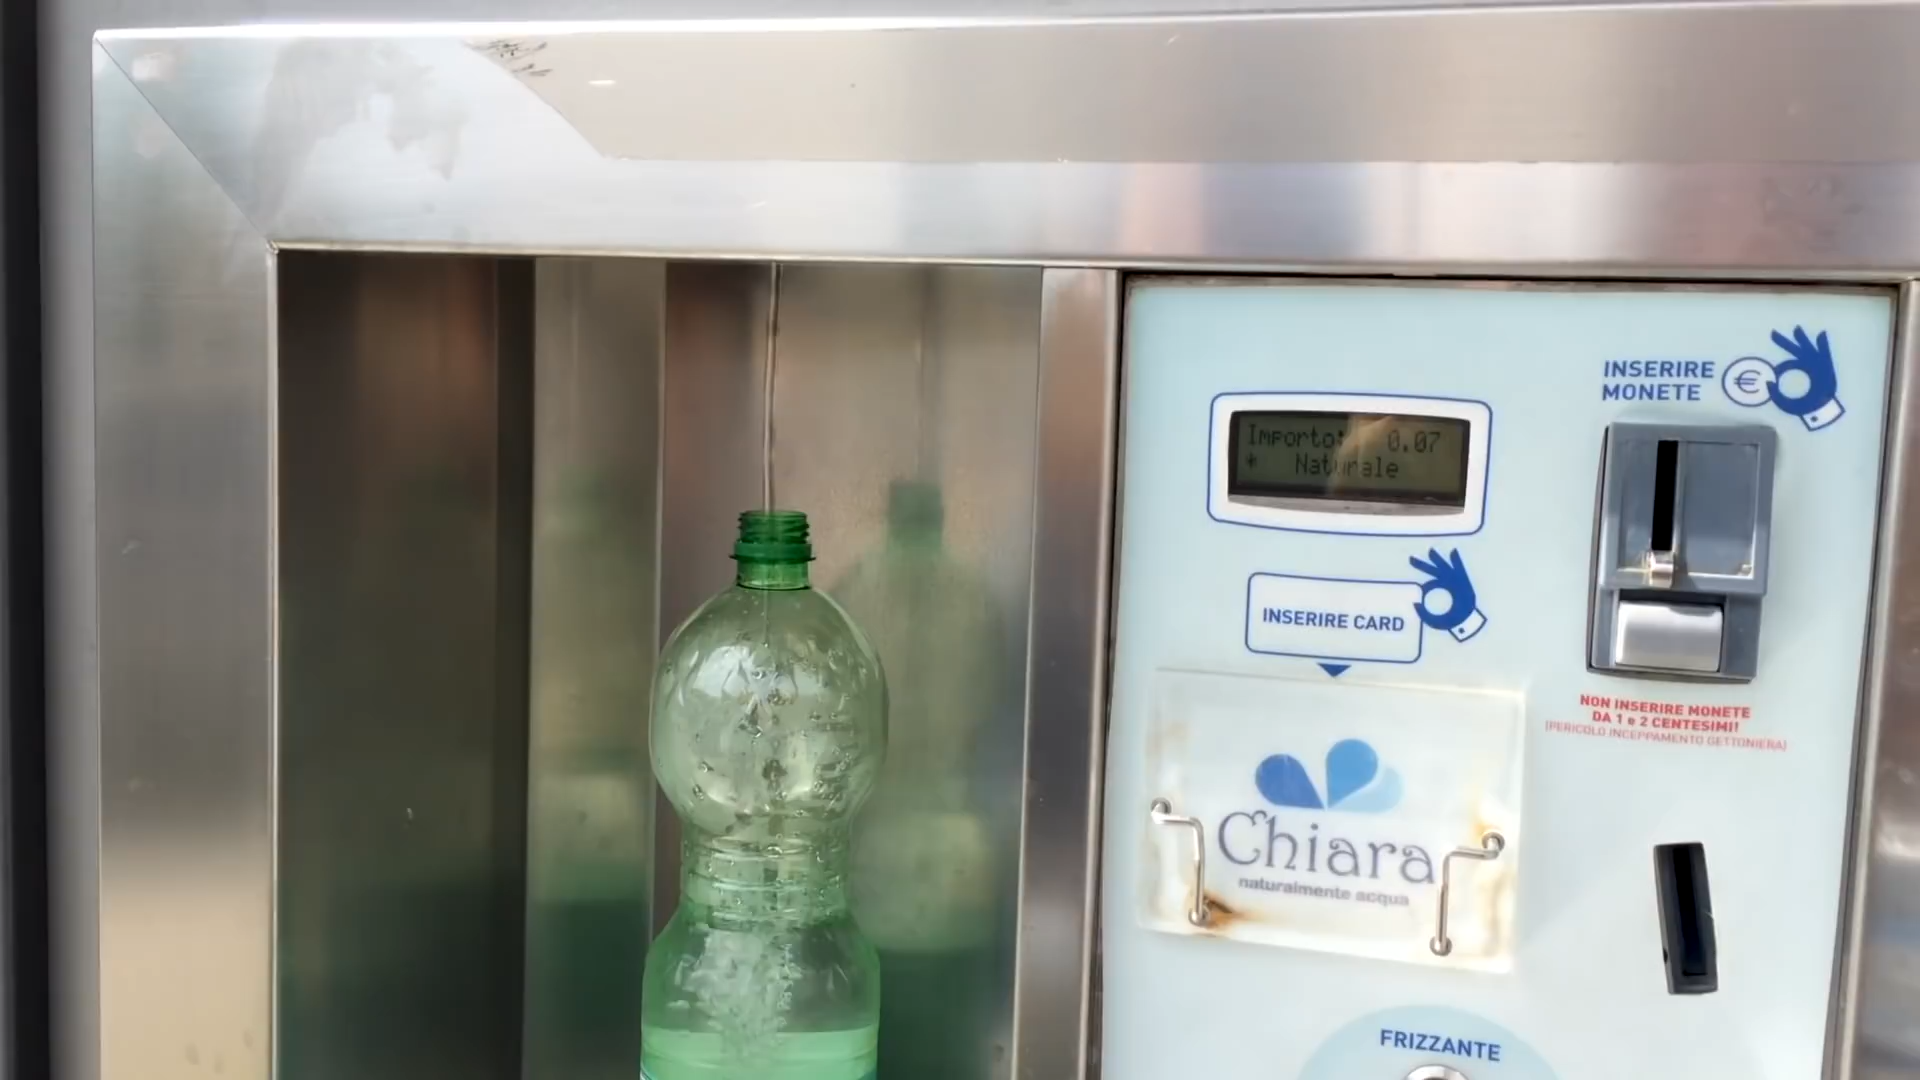 INSERIRE
MONETE
€
Importo: 0.07
* Naturale
INSERIRE CARD
NON INSERIRE MONETE
DA 1 e 2 CENTESIMI!
(PERICOLO INCEPPAMENTO GETTONIERA)
Chiara
naturalmente acqua
FRIZZANTE